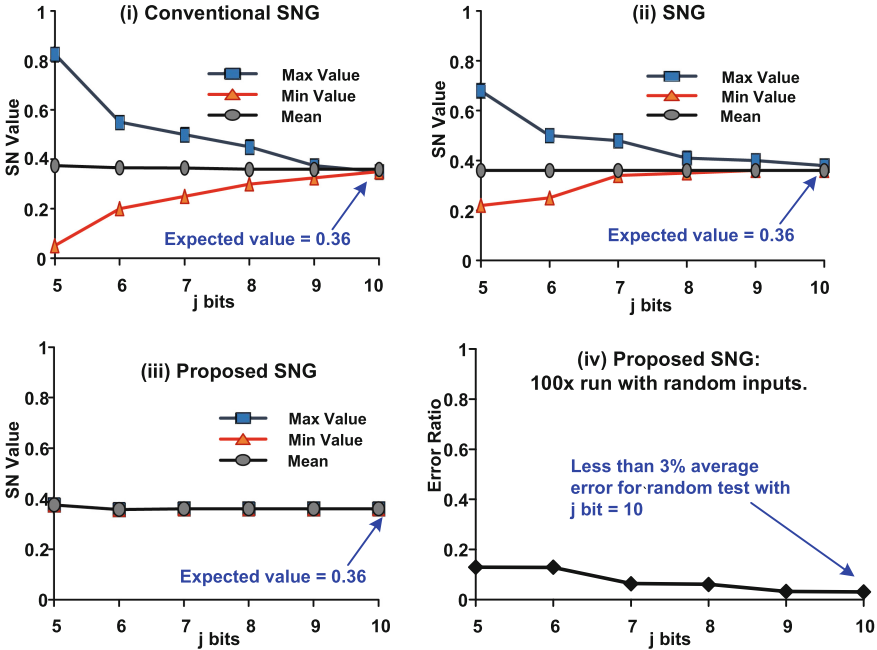 (i) Conventional SNG
1
0.8
0.6
0.4
0.2
0
SN Value
Max Value
Min Value
Mean
Expected value = 0.36
5 6 7 8 9 10
j bits
(ii) SNG
1
0.8
0.6
0.4
0.2
0
SN Value
Max Value
Min Value
Mean
Expected value = 0.36
5 6 7 8 9 10
j bits
(iii) Proposed SNG
1
0.8
0.6
0.4
0.2
0
SN Value
Max Value
Min Value
Mean
Expected value = 0.36
5 6 7 8 9 10
j bits
(iv) Proposed SNG:
100x run with random inputs.
1
0.8
0.6
0.4
0.2
0
Error Ratio
Less than 3% average
error for random test with
j bit = 10
5 6 7 8 9 10
j bits